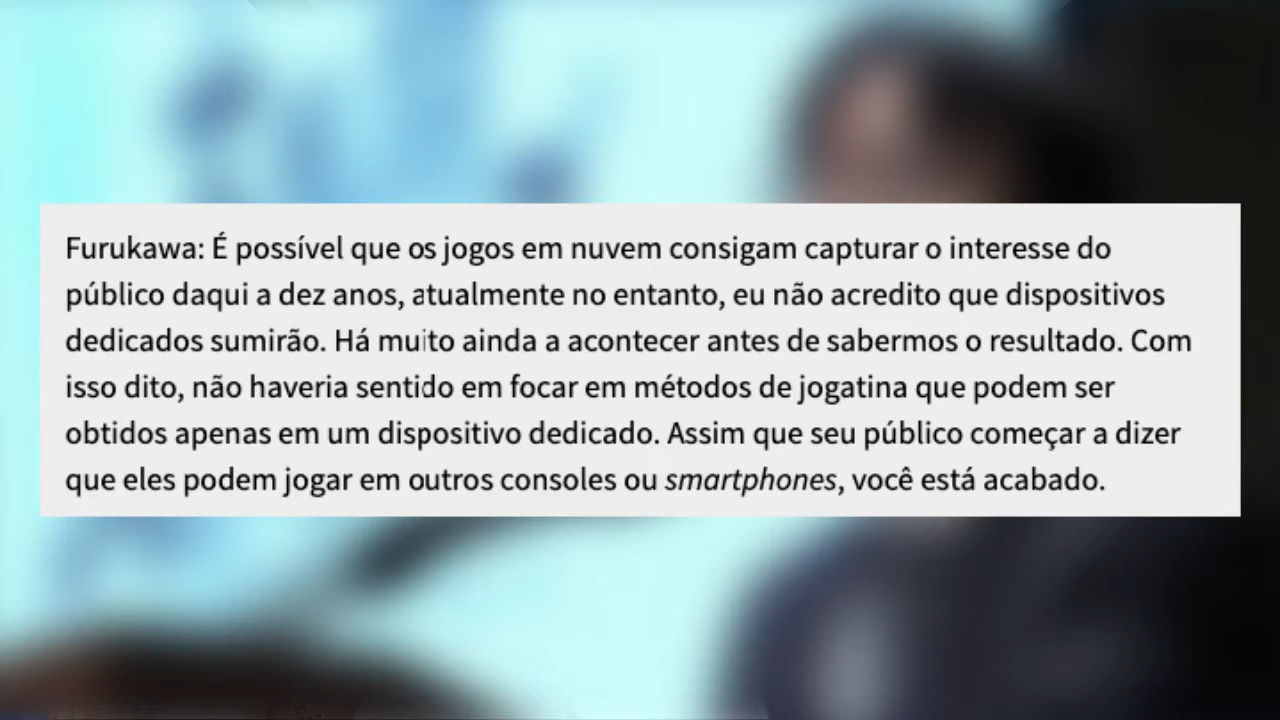 Furukawa: É possível que os jogos em nuvem consigam capturar o interesse do
público daqui a dez anos, atualmente no entanto, eu não acredito que dispositivos
dedicados sumirão. Há muito ainda a acontecer antes de sabermos o resultado. Com
isso dito, não haveria sentido em focar em métodos de jogatina que podem ser
obtidos apenas em um dispositivo dedicado. Assim que seu público começar a dizer
que eles podem jogar em outros consoles ou smartphones, você está acabado.